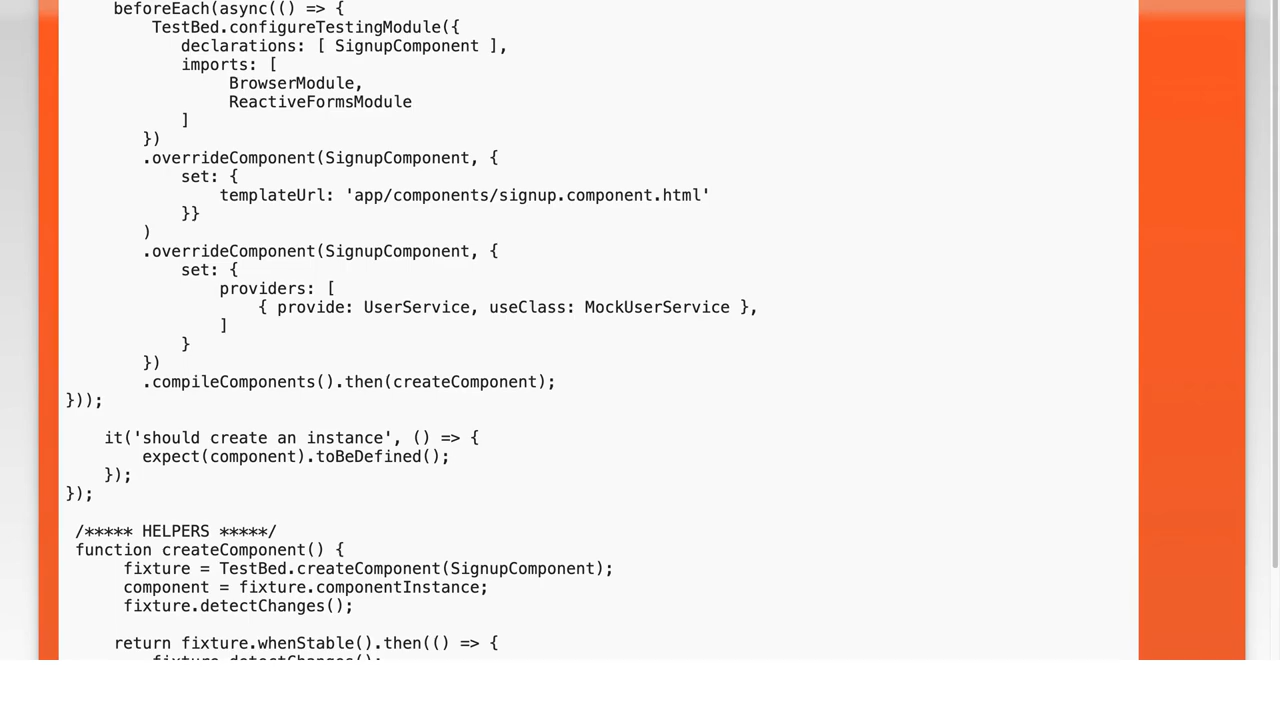 beforeEach(async(() => {
TestBed.configureTestingModule({
declarations: [ SignupComponent ],
imports: [
BrowserModule,
ReactiveFormsModule
]
})
.overrideComponent(SignupComponent, {
set: {
templateUrl: 'app/components/signup.component.html'
}}
)
.overrideComponent(SignupComponent, {
set: {
providers: [
{ provide: UserService, useClass: MockUserService },
]
}
})
.compileComponents().then(createComponent);
}));
it('should create an instance', () => {
expect(component).toBeDefined();
});
});
/***** HELPERS *****/
function createComponent() {
fixture = TestBed.createComponent(SignupComponent);
component = fixture.componentInstance;
fixture.detectChanges();
return fixture.whenStable().then(() => {
fixture.detectChanges();